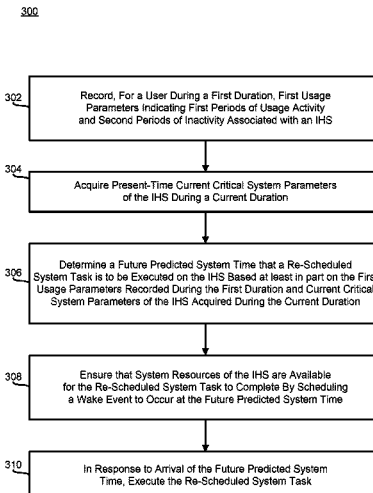 300
302
Record, For a User During a First Duration, First Usage
Parameters Indicating First Periods of Usage Activity
and Second Periods of Inactivity Associated with an IHS
304
Acquire Present-Time Current Critical System Parameters
of the IHS During a Current Duration
306
Determine a Future Predicted System Time that a Re-Scheduled
System Task is to be Executed on the IHS Based at least in part on the Firs
Usage Parameters Recorded During the First Duration and Current Critical
System Parameters of the IHS Acquired During the Current Duration
308
Ensure that System Resources of the IHS are Available
for the Re-Scheduled System Task to Complete By Scheduling
a Wake Event to Occur at the Future Predicted System Time
310
In Response to Arrival of the Future Predicted System
Time, Execute the Re-Scheduled System Task